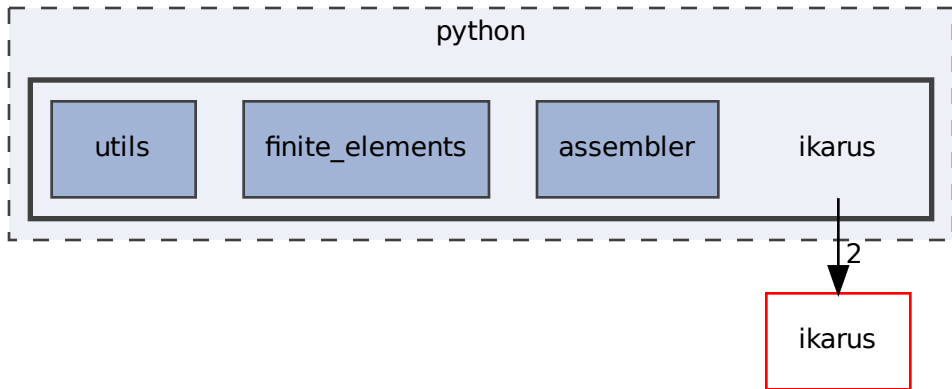 python
utils
finite_elements
assembler
ikarus
2
ikarus